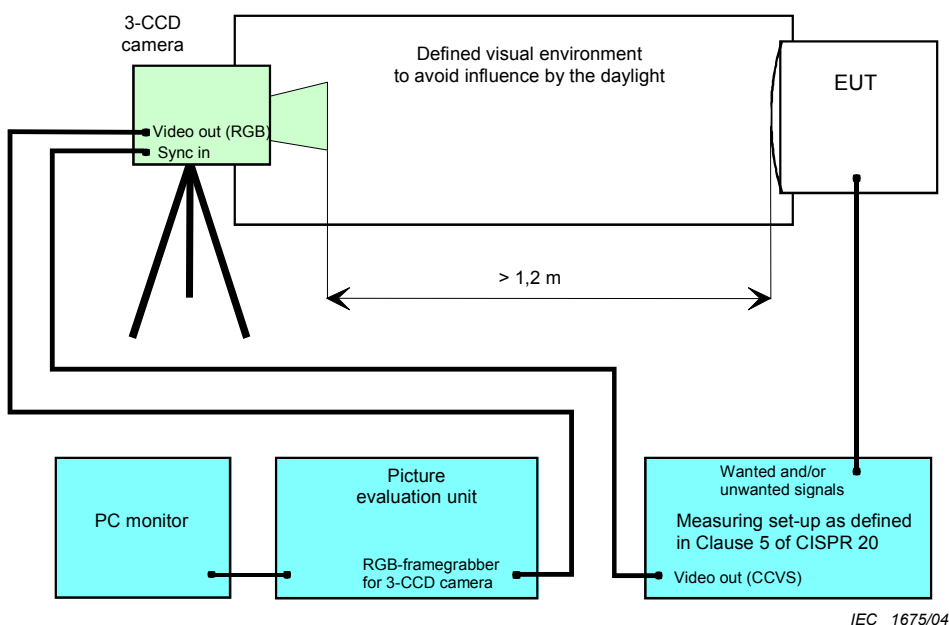 3-CCD
camera
Defined visual environment
to avoid influence by the daylight
EUT
Video out (RGB)
Sync in
> 1,2 m
PC monitor
Picture
evaluation unit
RGB-framegrabber
for 3-CCD camera
Wanted and/or
unwanted signals
Measuring set-up as defined
in Clause 5 of CISPR 20
Video out (CCVS)
IEC 1675/04